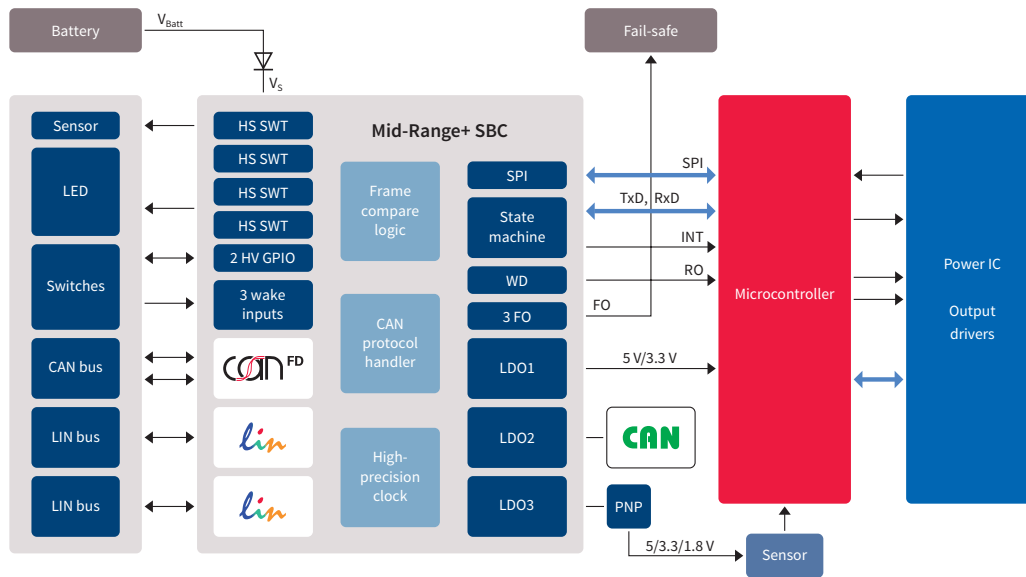 Battery
V_Batt
V_S
Fail-safe
Sensor
LED
Switches
CAN bus
LIN bus
LIN bus
Mid-Range+ SBC
HS SWT
HS SWT
HS SWT
HS SWT
2 HV GPIO
3 wake
inputs
CAN FD
lin
lin
Frame
compare
logic
CAN
protocol
handler
High-
precision
clock
SPI
State
machine
WD
3 FO
LDO1
LDO2
LDO3
SPI
TxD, RxD
INT
RO
FO
5 V/3.3 V
CAN
PNP
5/3.3/1.8 V
Sensor
Microcontroller
Power IC
Output
drivers